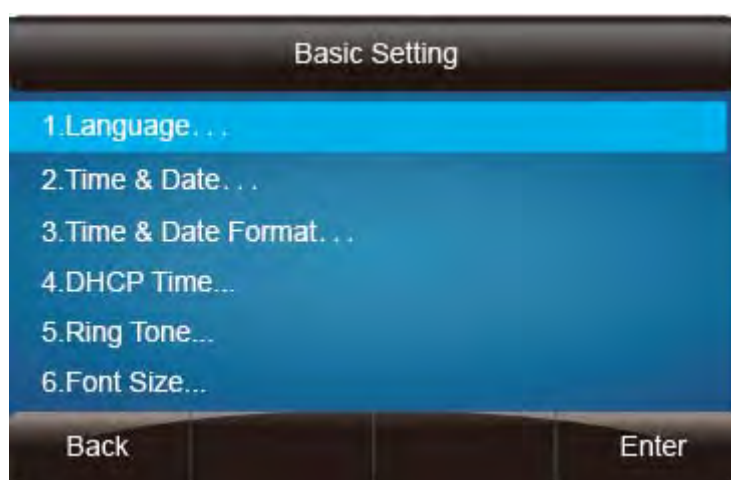 Basic Setting
1.Language. . .
2.Time & Date. . .
3.Time & Date Format. . .
4.DHCP Time...
5.Ring Tone...
6.Font Size...
Back Enter